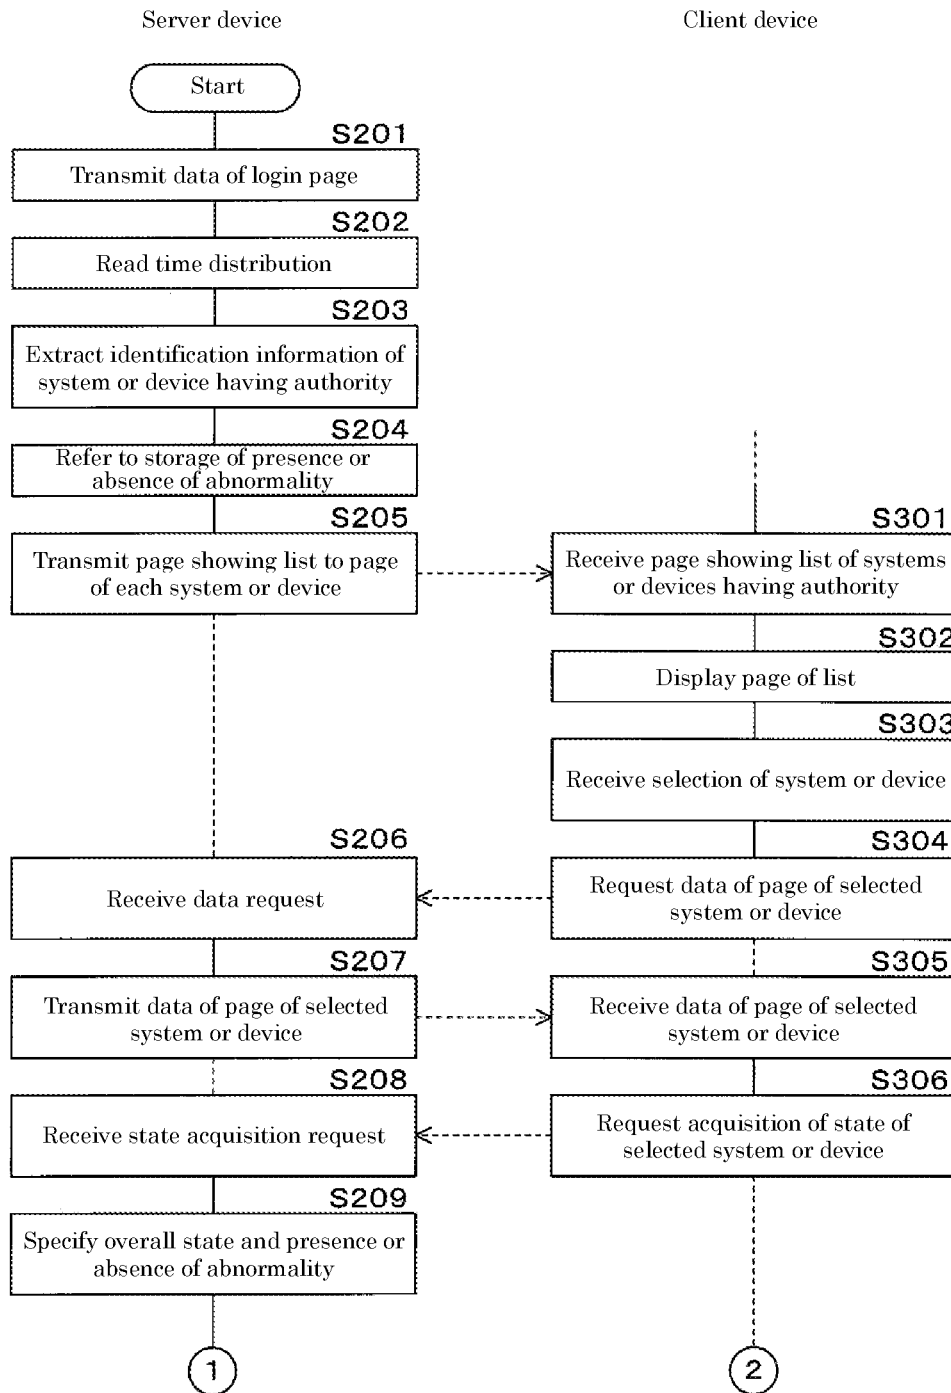 Server device
Client device
Start
S201
Transmit data of login page
S202
Read time distribution
S203
Extract identification information of
system or device having authority
S204
Refer to storage of presence or
absence of abnormality
S205
Transmit page showing list to page
of each system or device
S301
Receive page showing list of systems
or devices having authority
S302
Display page of list
S303
Receive selection of system or device
S206
Receive data request
S304
Request data of page of selected
system or device
S207
Transmit data of page of selected
system or device
S305
Receive data of page of selected
system or device
S208
Receive state acquisition request
S306
Request acquisition of state of
selected system or device
S209
Specify overall state and presence or
absence of abnormality
1
2